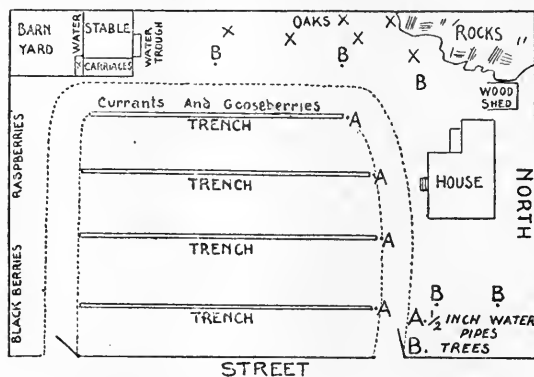 BARN YARD
WATER
STABLE
CARRIAGES
WATER TROUGH
OAKS
X
X
X
X
X
X
"ROCKS"
B
B
B
WOOD SHED
Currants And Gooseberries
A
TRENCH
RASPBERRIES
A
TRENCH
HOUSE
NORTH
A
TRENCH
BLACK BERRIES
B
B
A
TRENCH
A. 1/2 INCH WATER PIPES
B. TREES
STREET